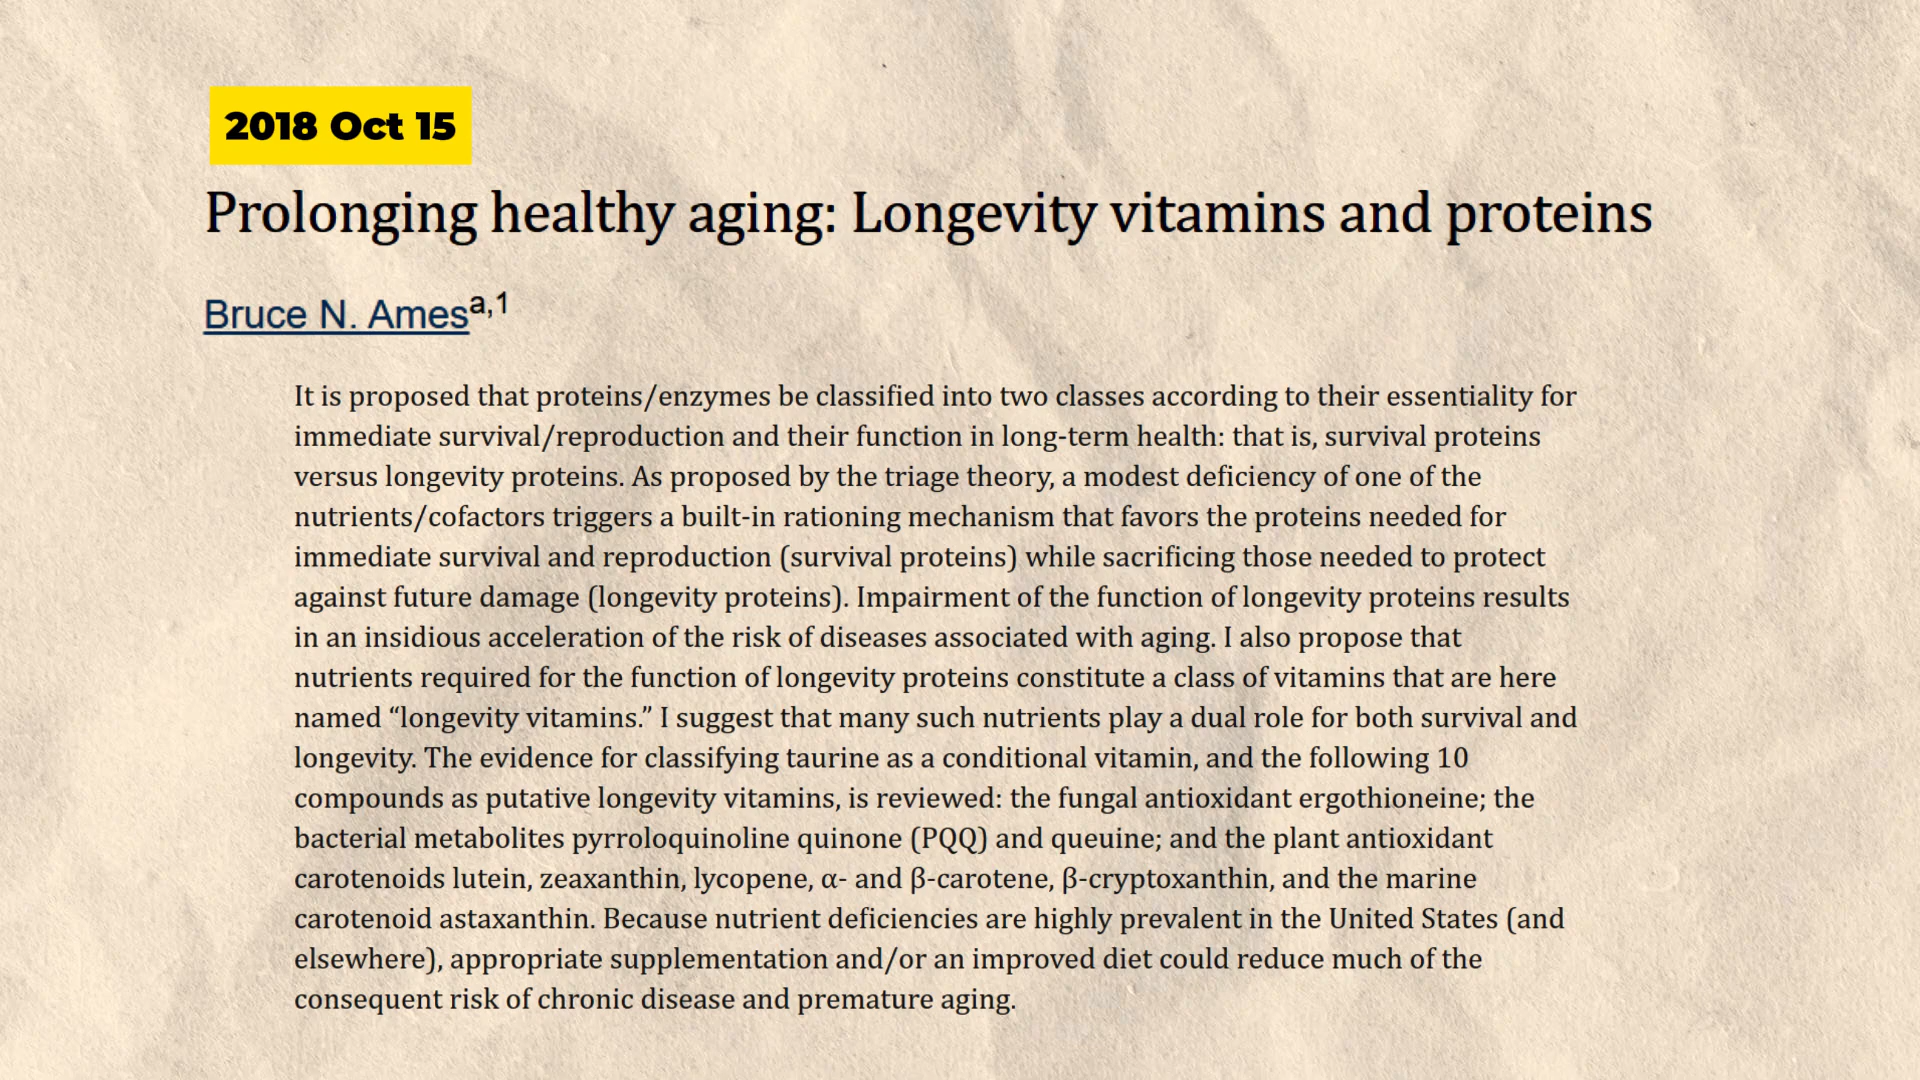 2018 Oct 15
Prolonging healthy aging: Longevity vitamins and proteins
Bruce N. Ames a,1
It is proposed that proteins/enzymes be classified into two classes according to their essentiality for
immediate survival/reproduction and their function in long-term health: that is, survival proteins
versus longevity proteins. As proposed by the triage theory, a modest deficiency of one of the
nutrients/cofactors triggers a built-in rationing mechanism that favors the proteins needed for
immediate survival and reproduction (survival proteins) while sacrificing those needed to protect
against future damage (longevity proteins). Impairment of the function of longevity proteins results
in an insidious acceleration of the risk of diseases associated with aging. I also propose that
nutrients required for the function of longevity proteins constitute a class of vitamins that are here
named “longevity vitamins.” I suggest that many such nutrients play a dual role for both survival and
longevity. The evidence for classifying taurine as a conditional vitamin, and the following 10
compounds as putative longevity vitamins, is reviewed: the fungal antioxidant ergothioneine; the
bacterial metabolites pyrroloquinoline quinone (PQQ) and queuine; and the plant antioxidant
carotenoids lutein, zeaxanthin, lycopene, α- and β-carotene, β-cryptoxanthin, and the marine
carotenoid astaxanthin. Because nutrient deficiencies are highly prevalent in the United States (and
elsewhere), appropriate supplementation and/or an improved diet could reduce much of the
consequent risk of chronic disease and premature aging.